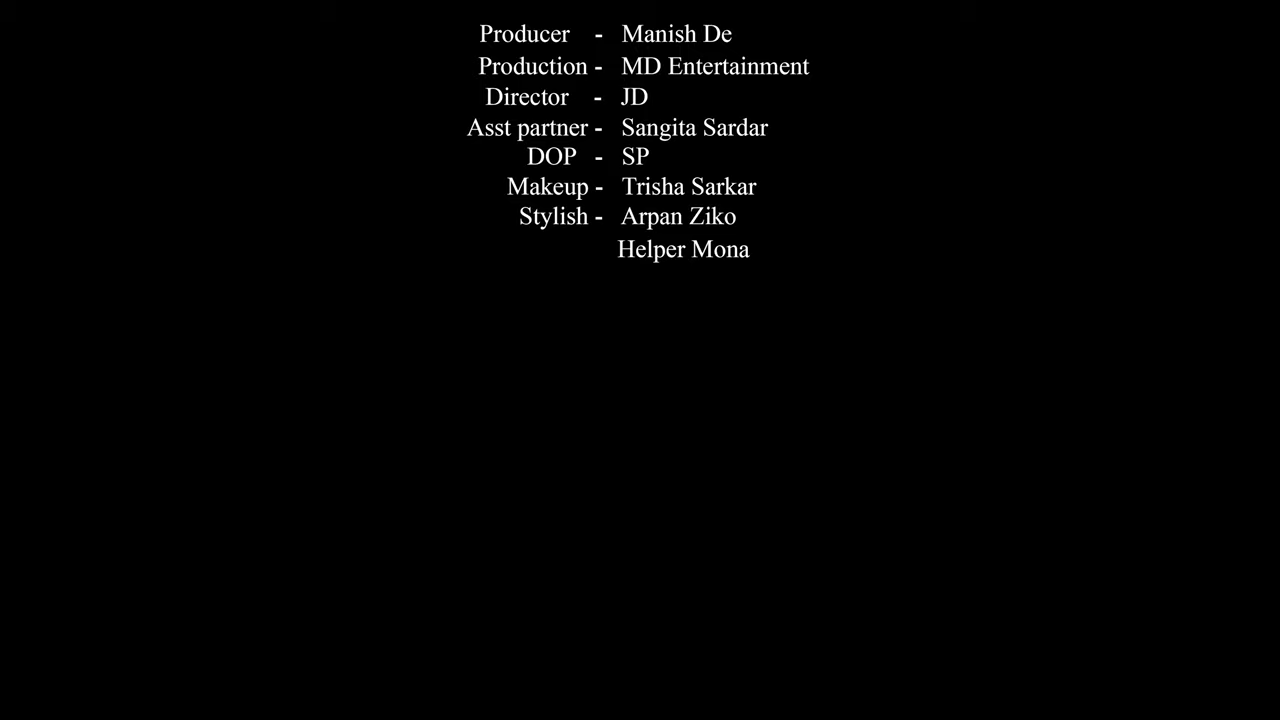 Producer - Manish De
Production - MD Entertainment
Director - JD
Asst partner - Sangita Sardar
DOP - SP
Makeup - Trisha Sarkar
Stylish - Arpan Ziko
Helper Mona